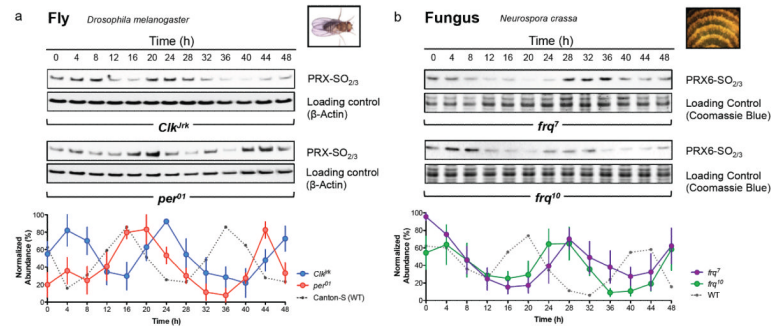 a Fly Drosophila melanogaster
Time (h)
0 4 8 12 16 20 24 28 32 36 40 44 48
PRX-SO2/3
Loading control
(β-Actin)
ClkJrk
PRX-SO2/3
Loading control
(β-Actin)
per01
Normalized
Abundance (%)
100
80
60
40
20
0
0 4 8 12 16 20 24 28 32 36 40 44 48
Time (h)
Clkjrk
per01
Canton-S (WT)
b Fungus Neurospora crassa
Time (h)
0 4 8 12 16 20 24 28 32 36 40 44 48
PRX6-SO2/3
Loading Control
(Coomassie Blue)
frq7
PRX6-SO2/3
Loading Control
(Coomassie Blue)
frq10
Normalized
Abundance (%)
100
80
60
40
20
0
0 4 8 12 16 20 24 28 32 36 40 44 48
Time (h)
frq7
frq10
WT